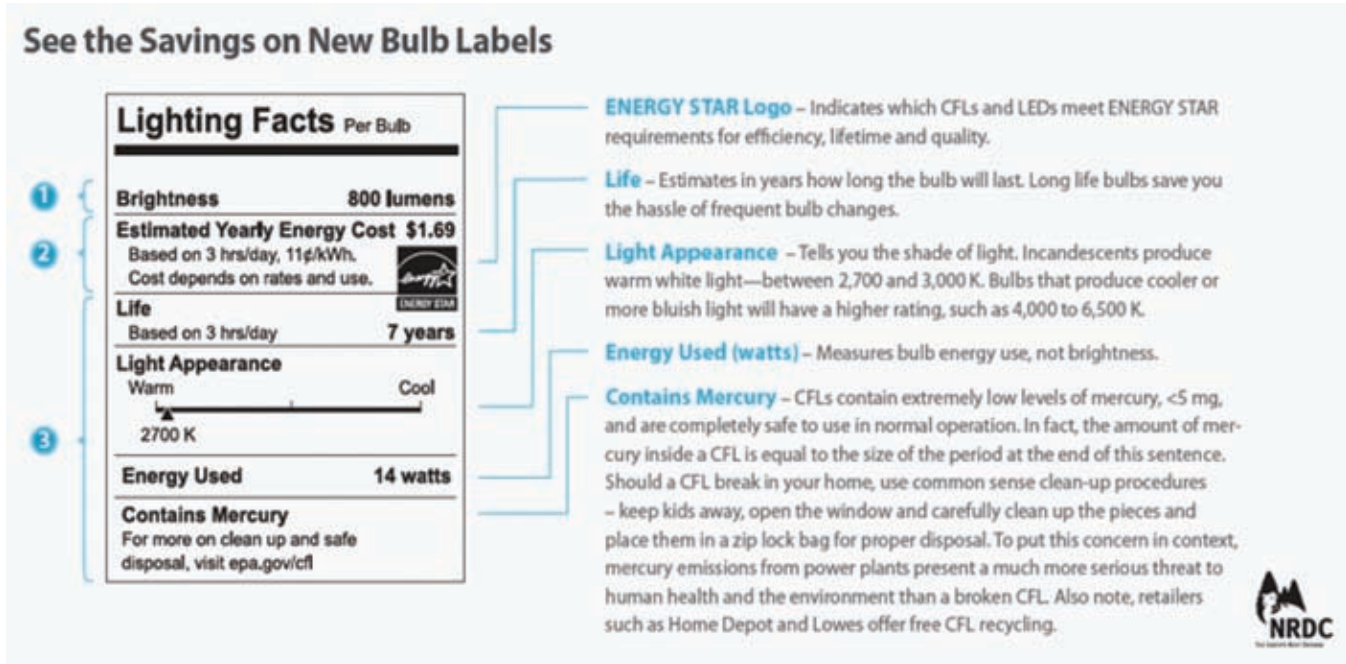 See the Savings on New Bulb Labels
Lighting Facts Per Bulb
1
Brightness 800 lumens
2
Estimated Yearly Energy Cost $1.69
Based on 3 hrs/day, 11¢/kWh.
Cost depends on rates and use.
ENERGY STAR
Life
Based on 3 hrs/day 7 years
3
Light Appearance
Warm Cool
2700 K
Energy Used 14 watts
Contains Mercury
For more on clean up and safe
disposal, visit epa.gov/cfl
ENERGY STAR Logo – Indicates which CFLs and LEDs meet ENERGY STAR
requirements for efficiency, lifetime and quality.
Life – Estimates in years how long the bulb will last. Long life bulbs save you
the hassle of frequent bulb changes.
Light Appearance – Tells you the shade of light. Incandescents produce
warm white light—between 2,700 and 3,000 K. Bulbs that produce cooler or
more bluish light will have a higher rating, such as 4,000 to 6,500 K.
Energy Used (watts) – Measures bulb energy use, not brightness.
Contains Mercury – CFLs contain extremely low levels of mercury, <5 mg,
and are completely safe to use in normal operation. In fact, the amount of mer-
cury inside a CFL is equal to the size of the period at the end of this sentence.
Should a CFL break in your home, use common sense clean-up procedures
– keep kids away, open the window and carefully clean up the pieces and
place them in a zip lock bag for proper disposal. To put this concern in context,
mercury emissions from power plants present a much more serious threat to
human health and the environment than a broken CFL. Also note, retailers
such as Home Depot and Lowes offer free CFL recycling.
NRDC